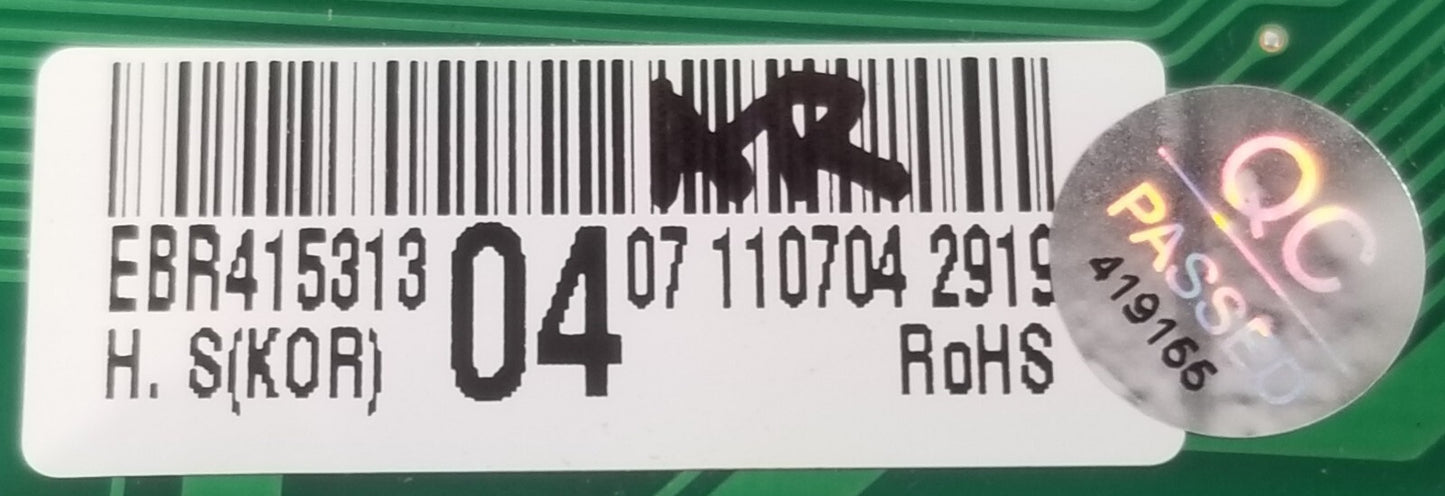 EBR415313 04 07 110704 2919
H. S(KOR) RoHS
QC
PASSED
419166